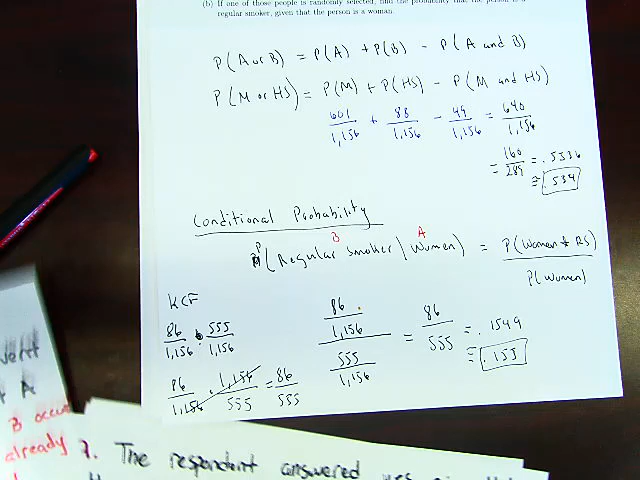 (b) If one of those people is randomly selected, find the probability that the person is a
regular smoker, given that the person is a woman.
P(A or B) = P(A) + P(B) - P(A and B)
P(M or HS) = P(M) + P(HS) - P(M and HS)
601/1,156 + 88/1,156 - 49/1,156 = 640/1,156
= 160/289 = .5536
≅ .534
Conditional Probability
B A
P(Regular Smoker | Women) = P(Women + RS)/P(Women)
KCF
86/1,156 ÷ 555/1,156
86/1,156 / 555/1,156 = 86/555 = .1549
≅ .155
86/1,156 · 1,156/555 = 86/555
A
B occu
already
7. The respondent answered yes